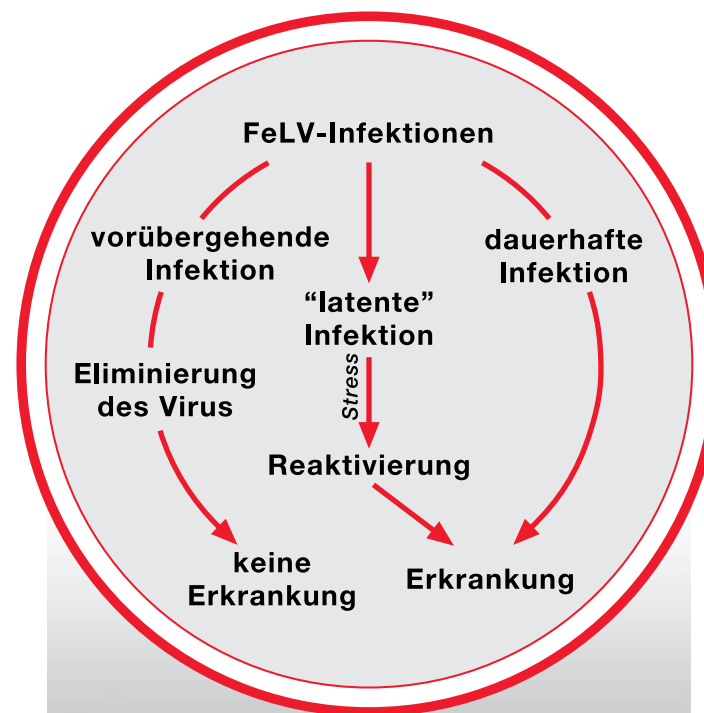 FeLV-Infektionen
vorübergehende
Infektion
dauerhafte
Infektion
“latente”
Infektion
Eliminierung
des Virus
Stress
Reaktivierung
keine
Erkrankung
Erkrankung